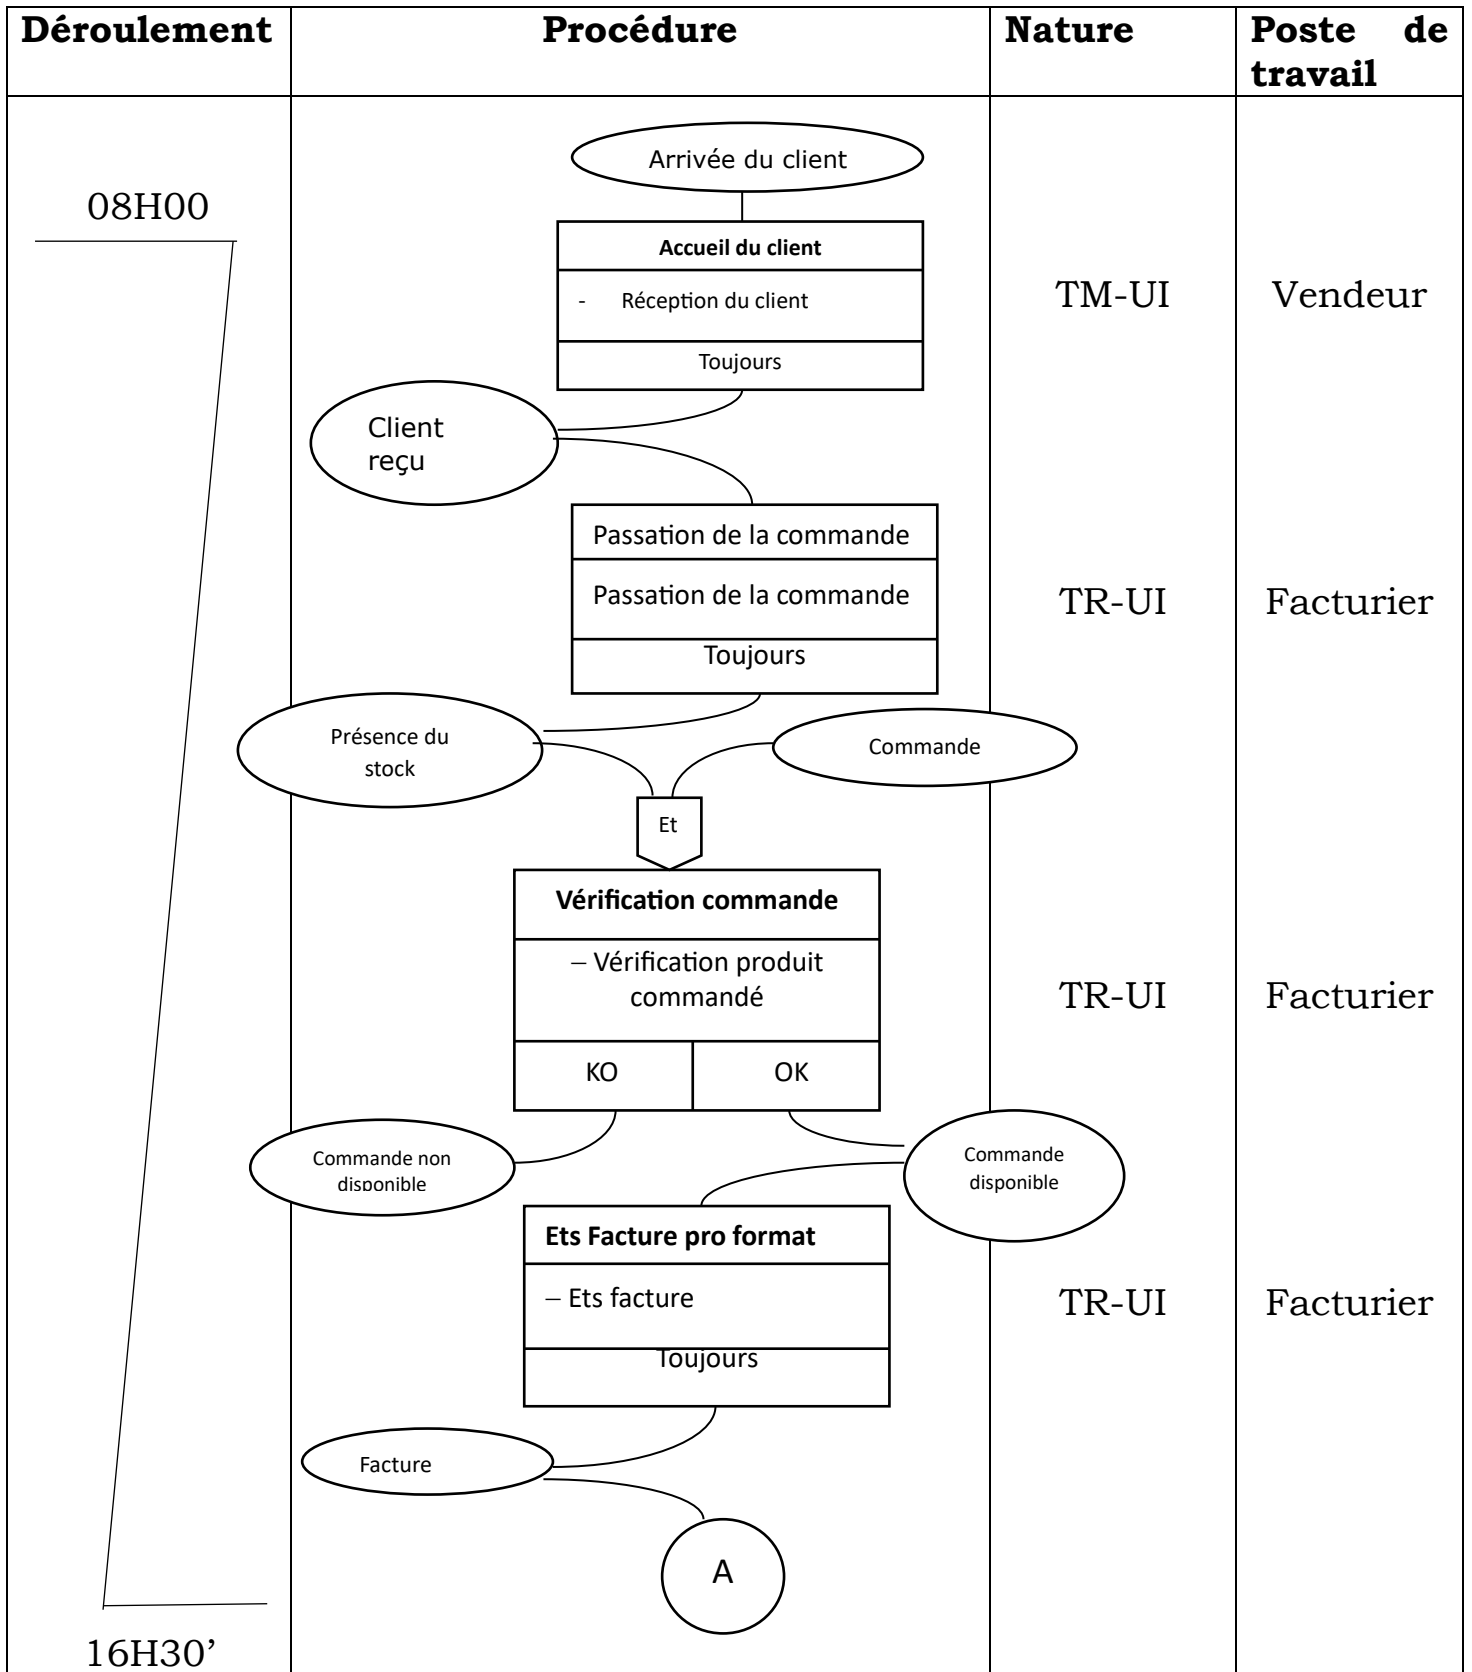 Déroulement
Procédure
Nature
Poste de
travail
Arrivée du client
08H00
Accueil du client
- Réception du client
TM-UI
Vendeur
Toujours
Client
reçu
Passation de la commande
Passation de la commande
TR-UI
Facturier
Toujours
Présence du
stock
Commande
Et
Vérification commande
– Vérification produit
commandé
TR-UI
Facturier
KO
OK
Commande non
disponible
Commande
disponible
Ets Facture pro format
– Ets facture
TR-UI
Facturier
Toujours
Facture
A
16H30’